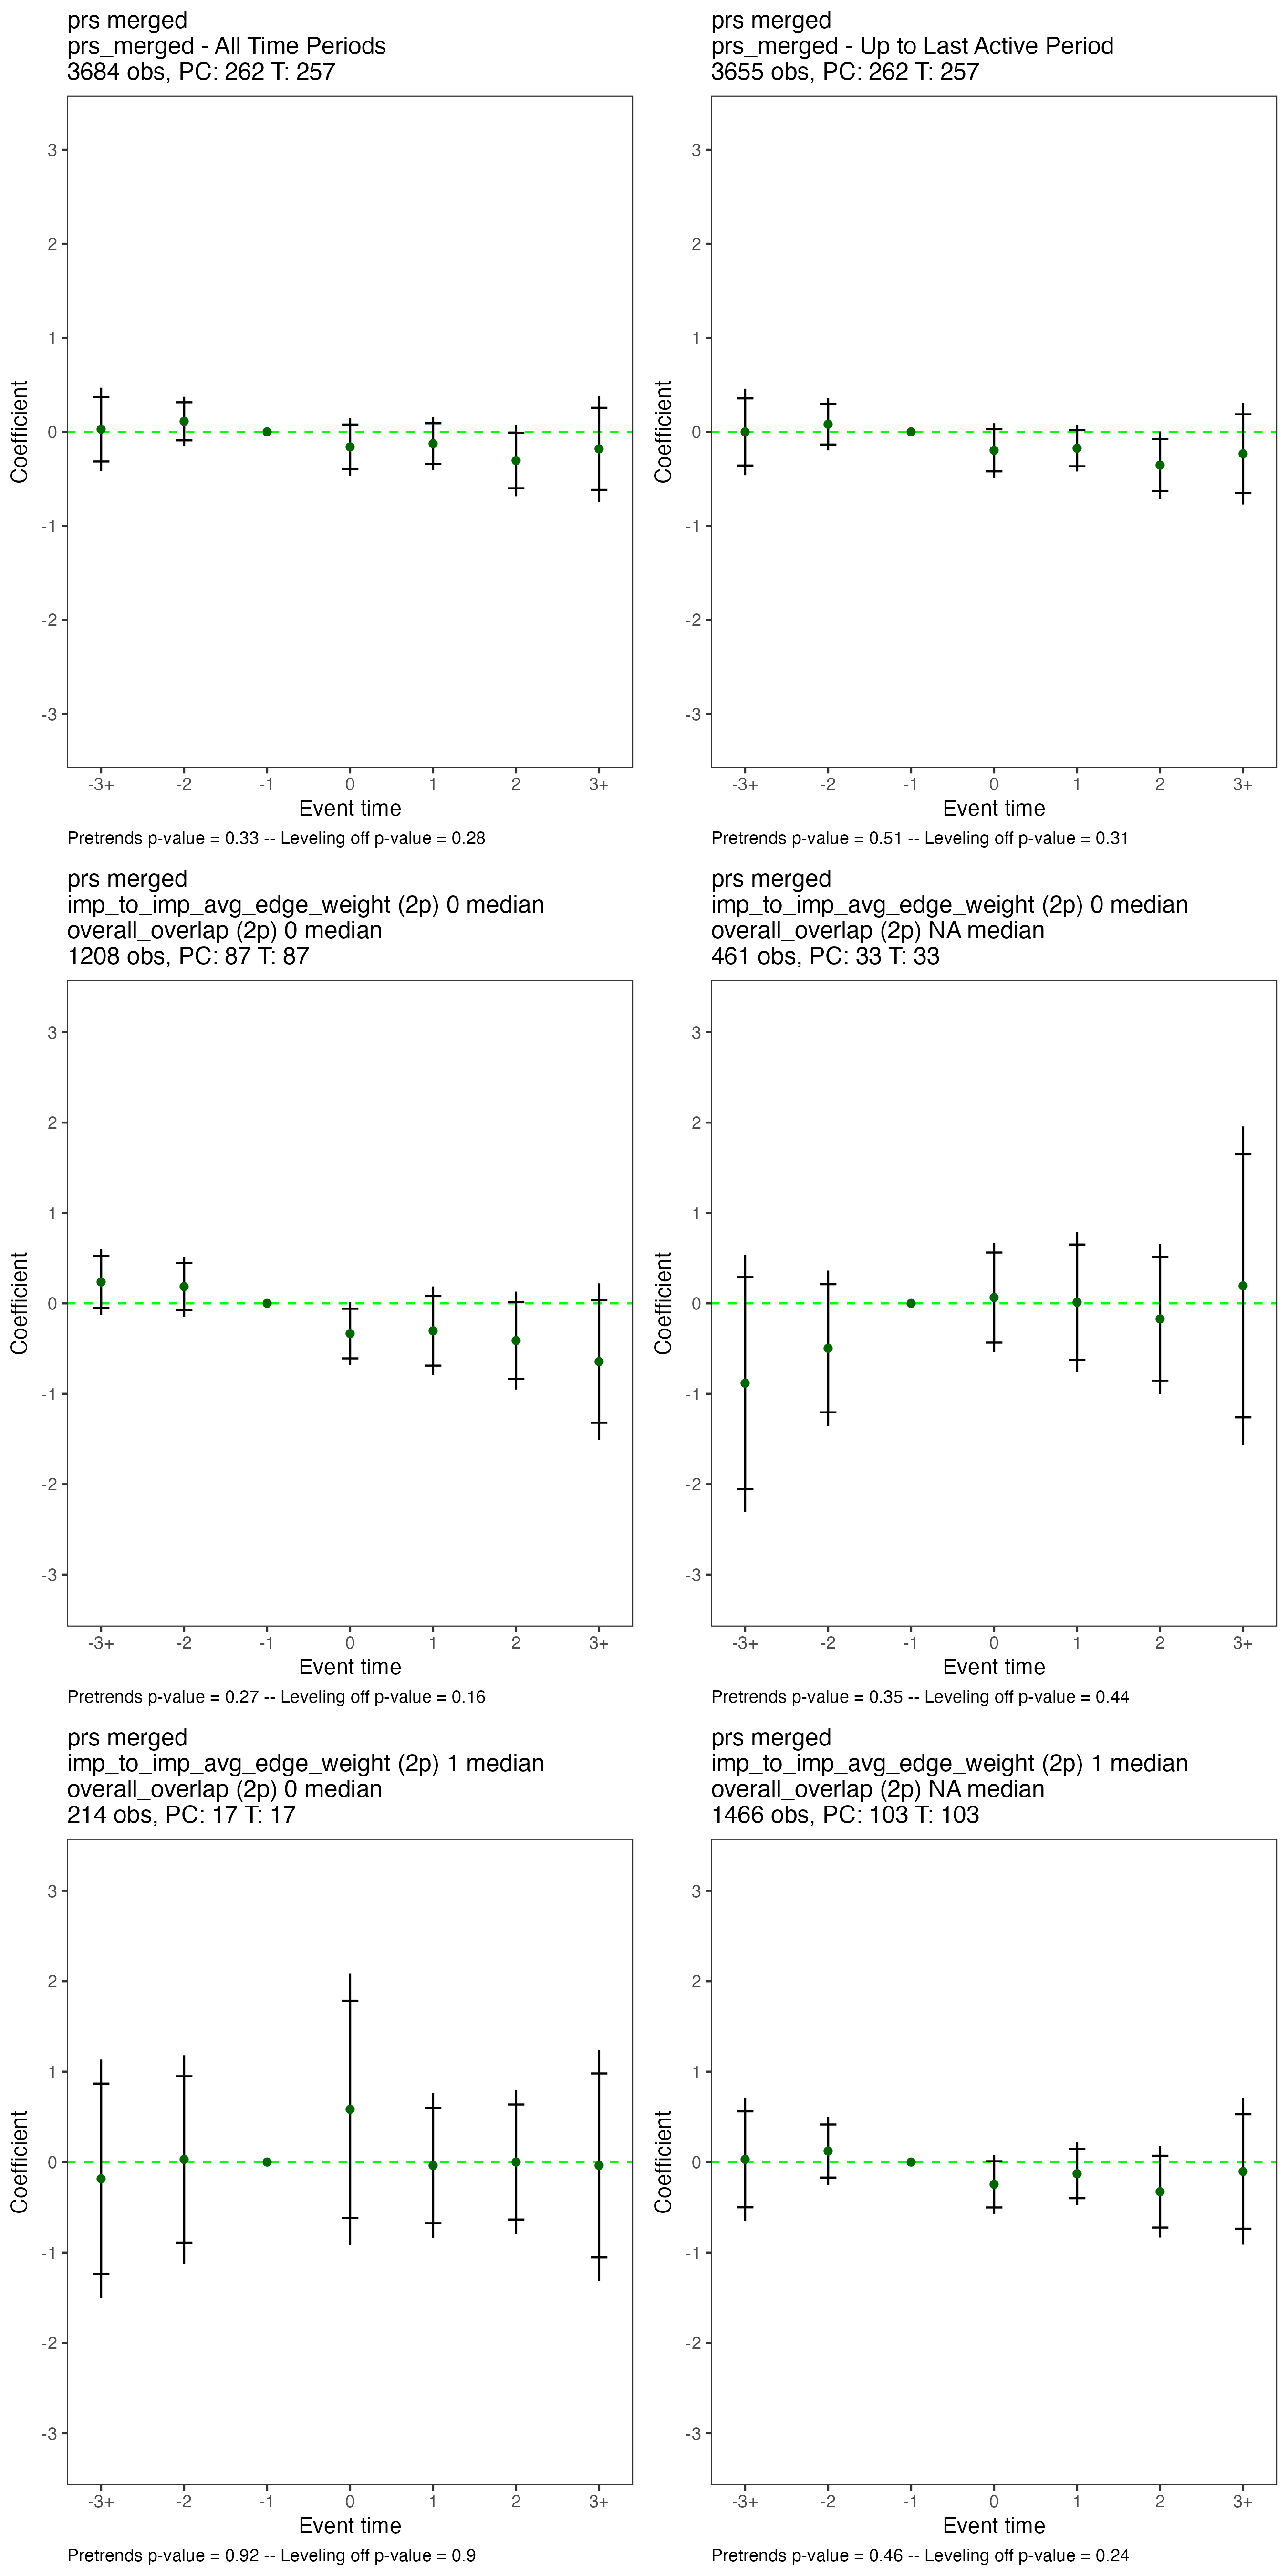 prs merged
prs_merged - All Time Periods
3684 obs, PC: 262 T: 257
3
2
1
0
-1
-2
-3
Coefficient
-3+ -2 -1 0 1 2 3+
Event time
Pretrends p-value = 0.33 -- Leveling off p-value = 0.28
prs merged
prs_merged - Up to Last Active Period
3655 obs, PC: 262 T: 257
3
2
1
0
-1
-2
-3
Coefficient
-3+ -2 -1 0 1 2 3+
Event time
Pretrends p-value = 0.51 -- Leveling off p-value = 0.31
prs merged
imp_to_imp_avg_edge_weight (2p) 0 median
overall_overlap (2p) 0 median
1208 obs, PC: 87 T: 87
3
2
1
0
-1
-2
-3
Coefficient
-3+ -2 -1 0 1 2 3+
Event time
Pretrends p-value = 0.27 -- Leveling off p-value = 0.16
prs merged
imp_to_imp_avg_edge_weight (2p) 0 median
overall_overlap (2p) NA median
461 obs, PC: 33 T: 33
3
2
1
0
-1
-2
-3
Coefficient
-3+ -2 -1 0 1 2 3+
Event time
Pretrends p-value = 0.35 -- Leveling off p-value = 0.44
prs merged
imp_to_imp_avg_edge_weight (2p) 1 median
overall_overlap (2p) 0 median
214 obs, PC: 17 T: 17
3
2
1
0
-1
-2
-3
Coefficient
-3+ -2 -1 0 1 2 3+
Event time
Pretrends p-value = 0.92 -- Leveling off p-value = 0.9
prs merged
imp_to_imp_avg_edge_weight (2p) 1 median
overall_overlap (2p) NA median
1466 obs, PC: 103 T: 103
3
2
1
0
-1
-2
-3
Coefficient
-3+ -2 -1 0 1 2 3+
Event time
Pretrends p-value = 0.46 -- Leveling off p-value = 0.24